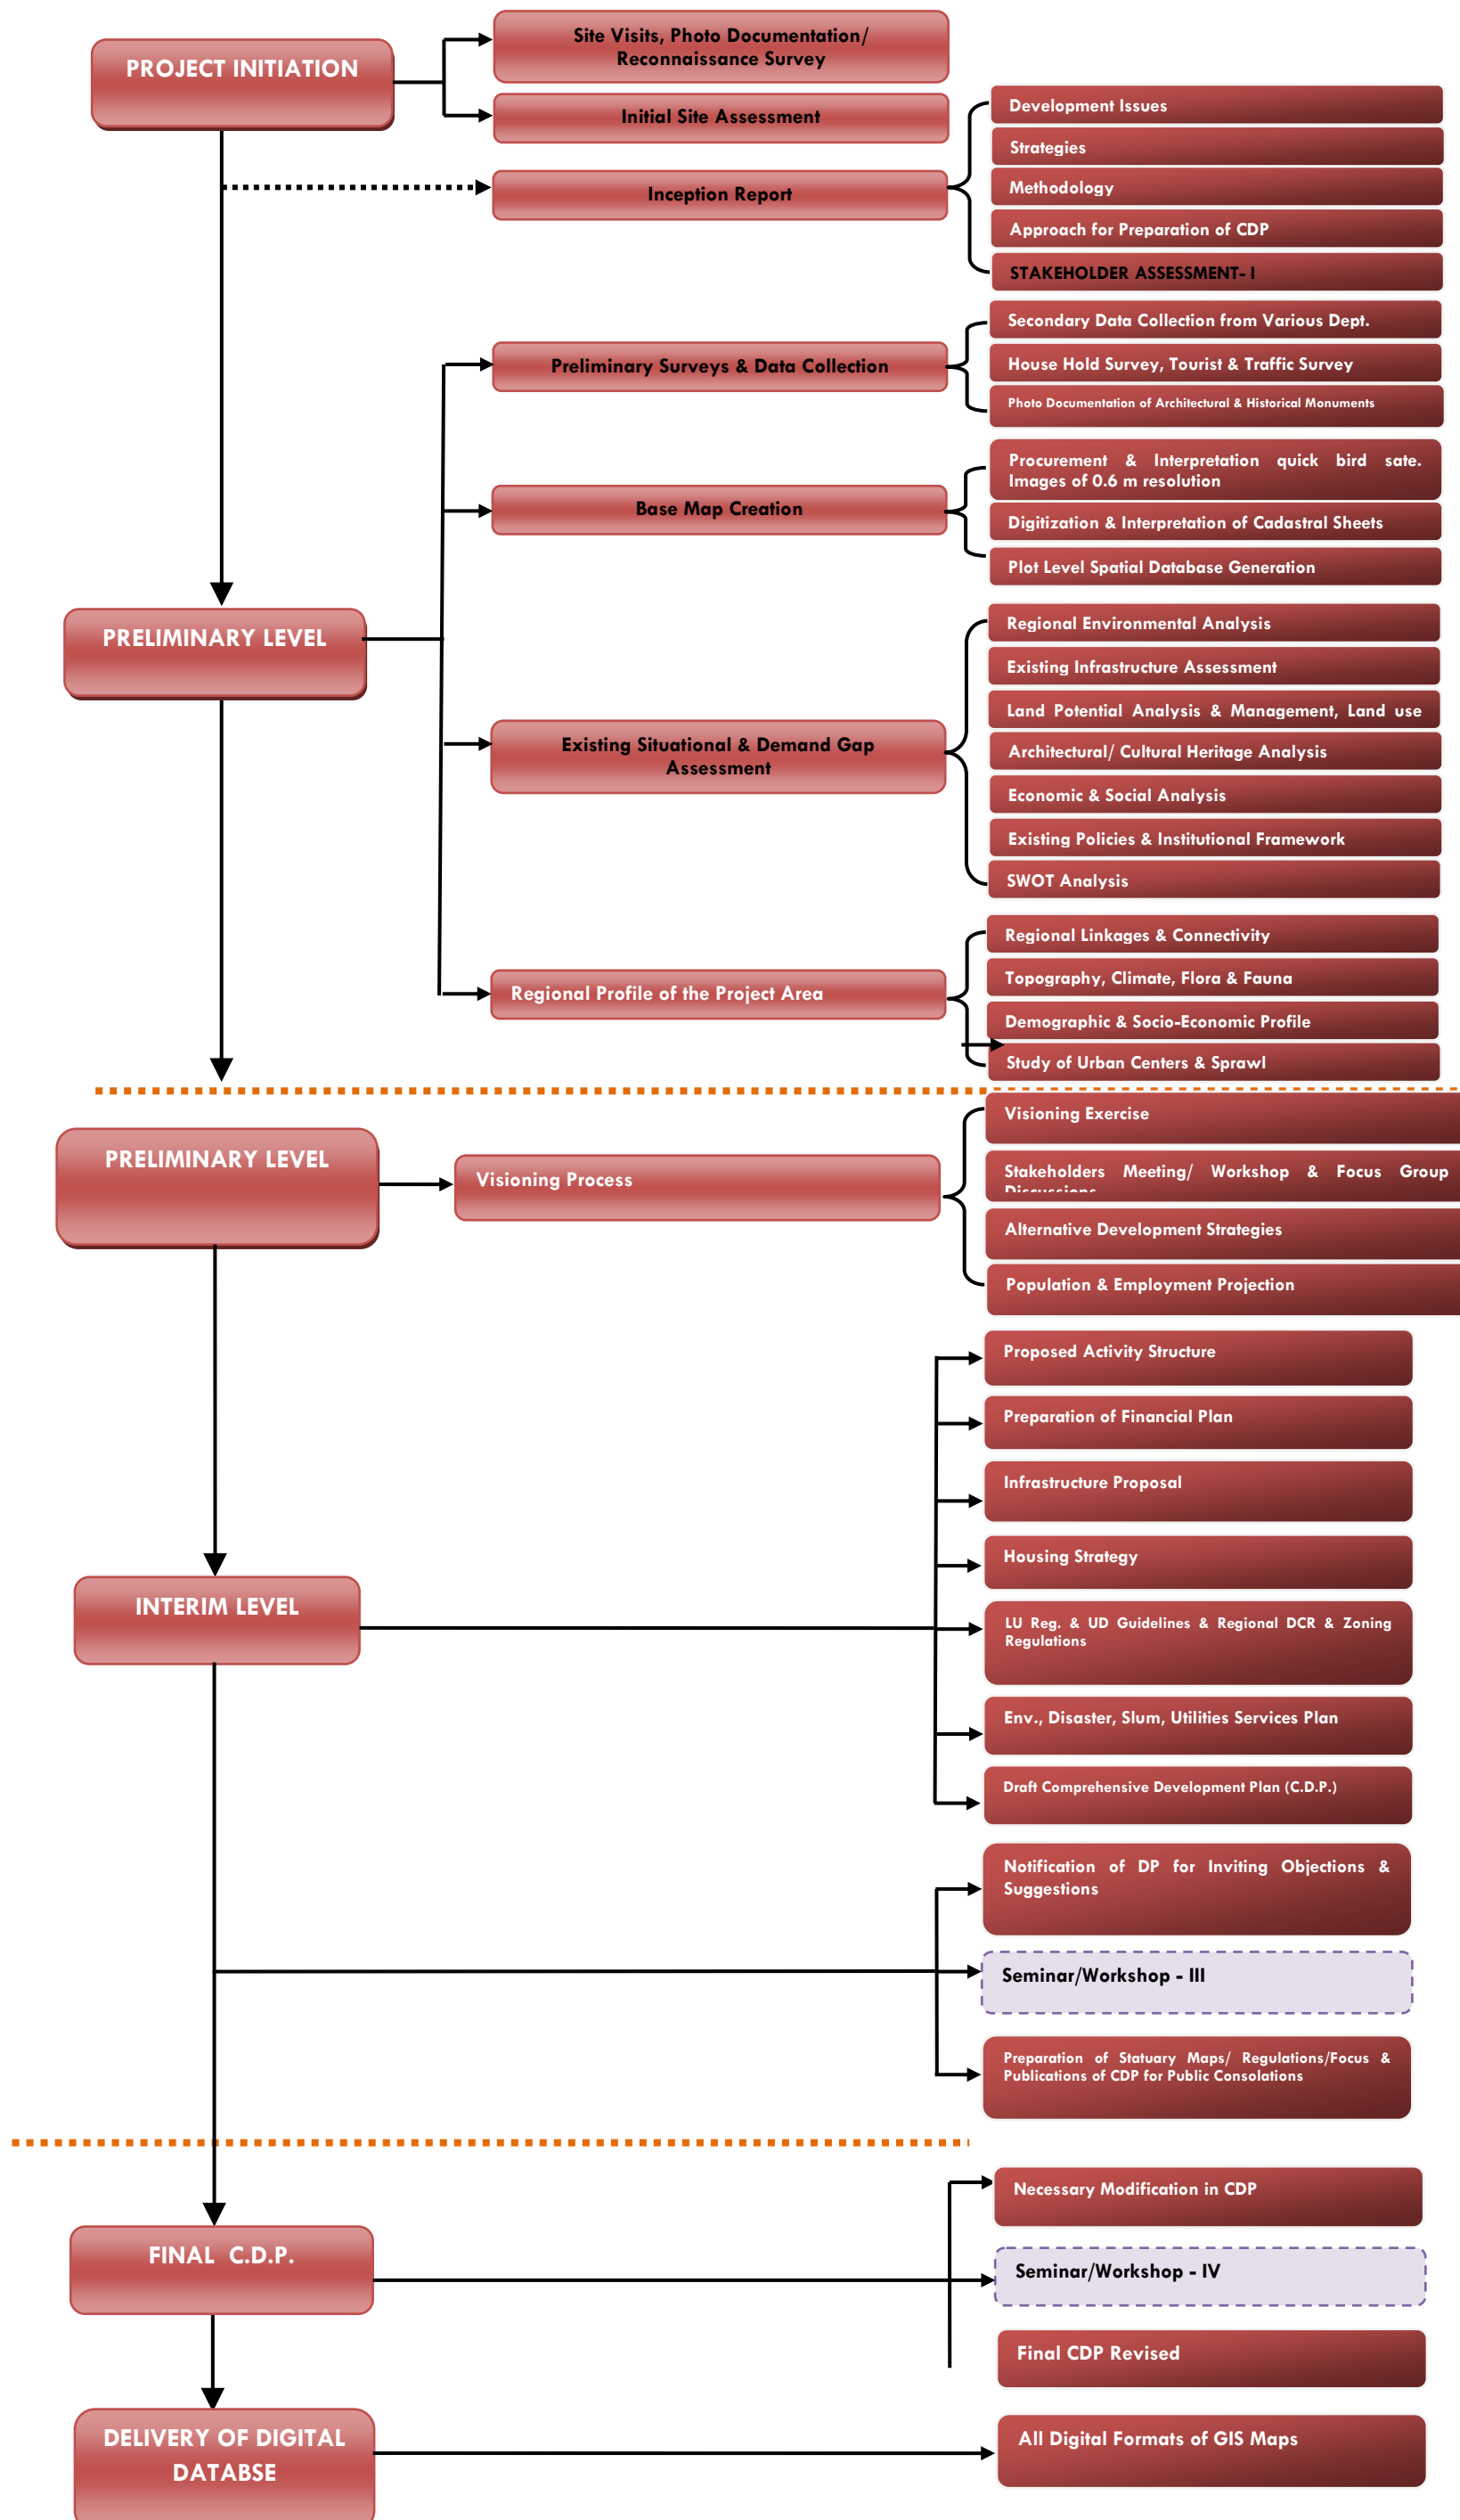 PROJECT INITIATION
Site Visits, Photo Documentation/
Reconnaissance Survey
Initial Site Assessment
Inception Report
Development Issues
Strategies
Methodology
Approach for Preparation of CDP
STAKEHOLDER ASSESSMENT- I
Preliminary Surveys & Data Collection
Secondary Data Collection from Various Dept.
House Hold Survey, Tourist & Traffic Survey
Photo Documentation of Architectural & Historical Monuments
Base Map Creation
Procurement & Interpretation quick bird sate.
Images of 0.6 m resolution
Digitization & Interpretation of Cadastral Sheets
Plot Level Spatial Database Generation
PRELIMINARY LEVEL
Existing Situational & Demand Gap
Assessment
Regional Environmental Analysis
Existing Infrastructure Assessment
Land Potential Analysis & Management, Land use
Architectural/ Cultural Heritage Analysis
Economic & Social Analysis
Existing Policies & Institutional Framework
SWOT Analysis
Regional Profile of the Project Area
Regional Linkages & Connectivity
Topography, Climate, Flora & Fauna
Demographic & Socio-Economic Profile
Study of Urban Centers & Sprawl
PRELIMINARY LEVEL
Visioning Process
Visioning Exercise
Stakeholders Meeting/ Workshop & Focus Group
Discussions
Alternative Development Strategies
Population & Employment Projection
INTERIM LEVEL
Proposed Activity Structure
Preparation of Financial Plan
Infrastructure Proposal
Housing Strategy
LU Reg. & UD Guidelines & Regional DCR & Zoning
Regulations
Env., Disaster, Slum, Utilities Services Plan
Draft Comprehensive Development Plan (C.D.P.)
Notification of DP for Inviting Objections &
Suggestions
Seminar/Workshop - III
Preparation of Statuary Maps/ Regulations/Focus &
Publications of CDP for Public Consolations
FINAL C.D.P.
Necessary Modification in CDP
Seminar/Workshop - IV
Final CDP Revised
DELIVERY OF DIGITAL
DATABSE
All Digital Formats of GIS Maps